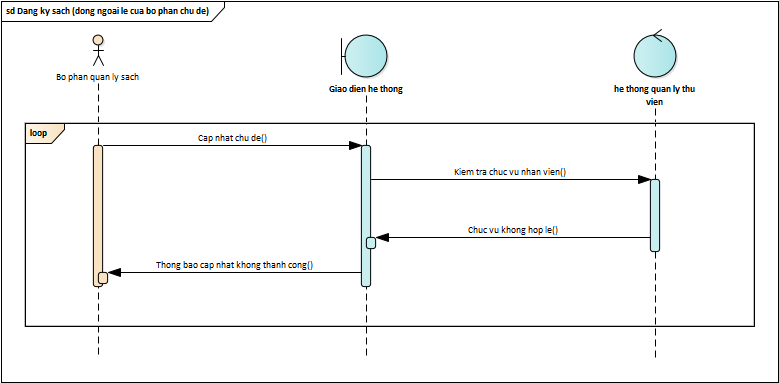 sd Dang ky sach (dong ngoai le cua bo phan chu de)
Bo phan quan ly sach
Giao dien he thong
he thong quan ly thu
vien
loop
Cap nhat chu de()
Kiem tra chuc vu nhan vien()
Chuc vu khong hop le()
Thong bao cap nhat khong thanh cong()